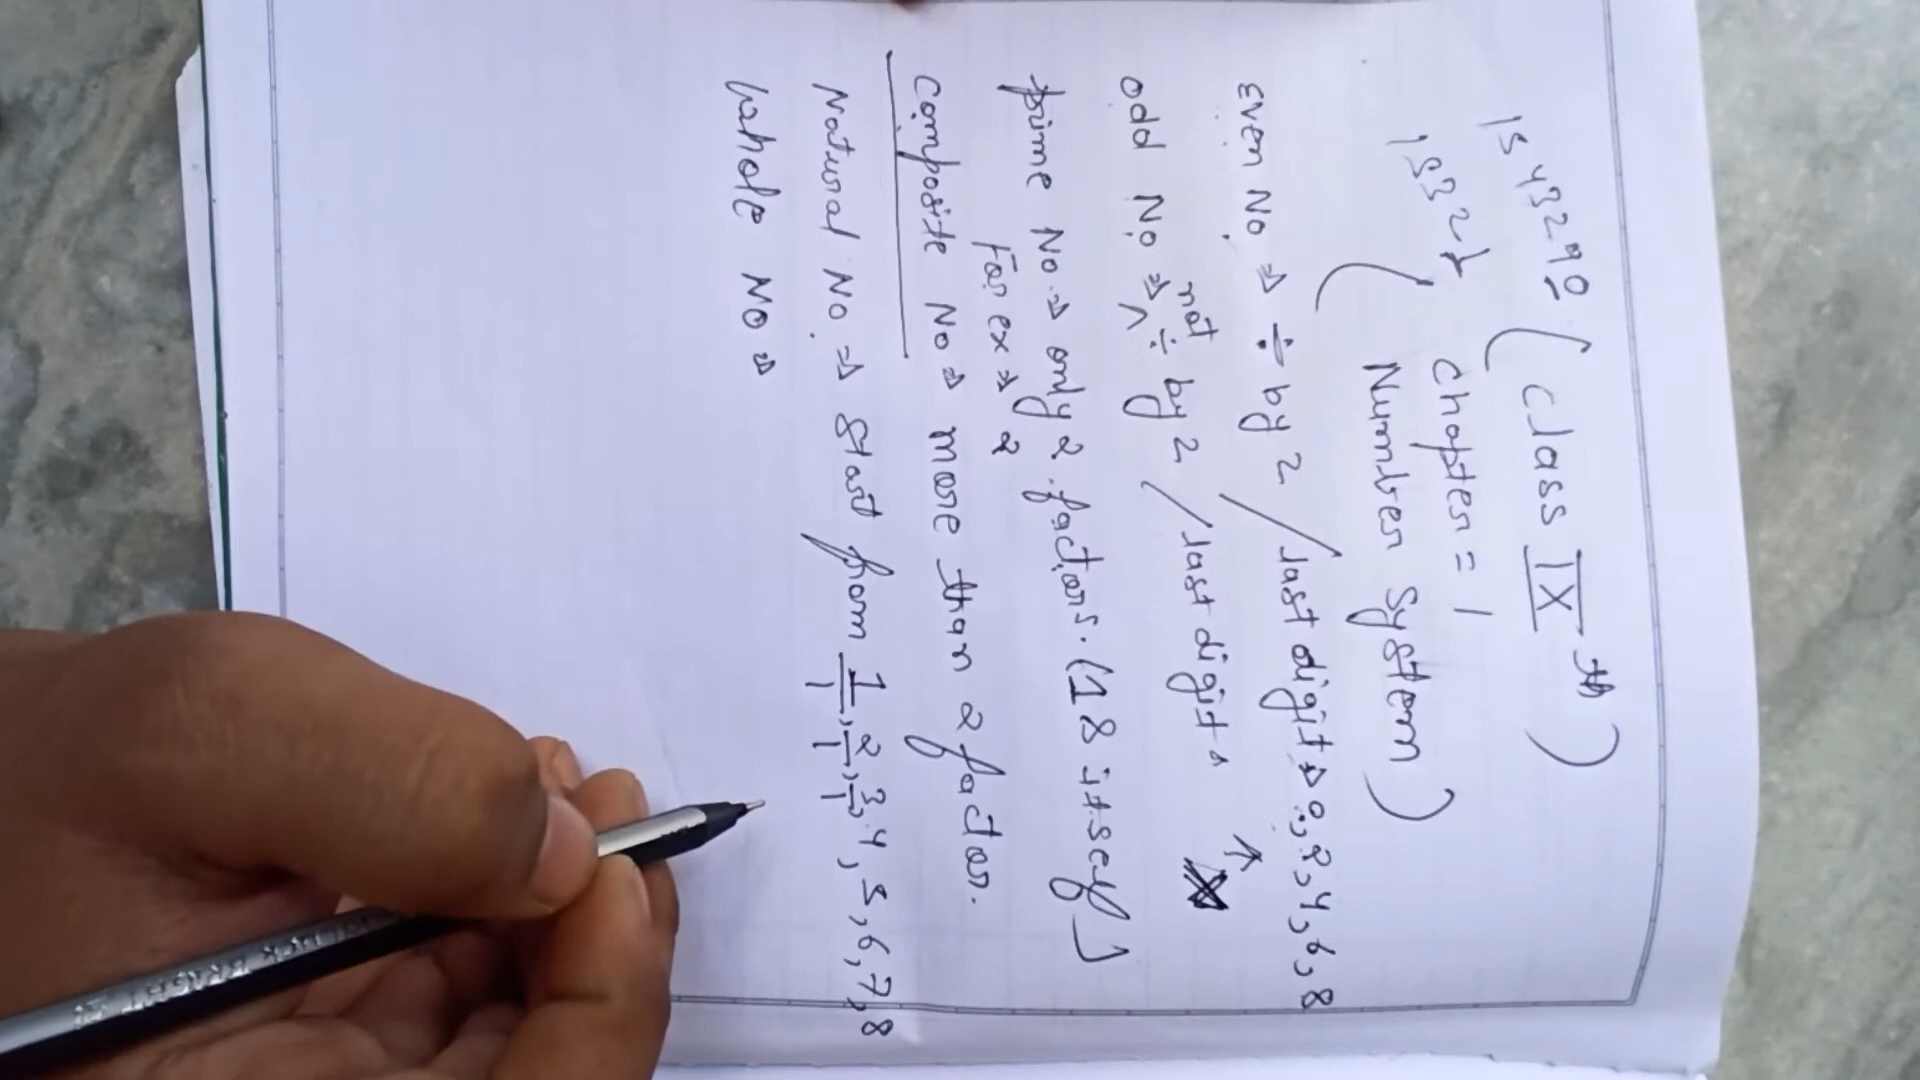 1543290 (Class IX th)
15321 Chapter = 1
(Number System)
Even No. ⇒ ÷ by 2 / last digit ⇒ 0, 2, 4, 6, 8
odd No. ⇒ not ÷ by 2 / last digit
prime No. ⇒ only 2 factors. (1 & itself)
For ex ⇒ 2
Composite No ⇒ more than 2 factor.
Natural No. ⇒ Start from 1/1, 2/1, 3/1, 4, 5, 6, 7, 8
Whole NO ⇒